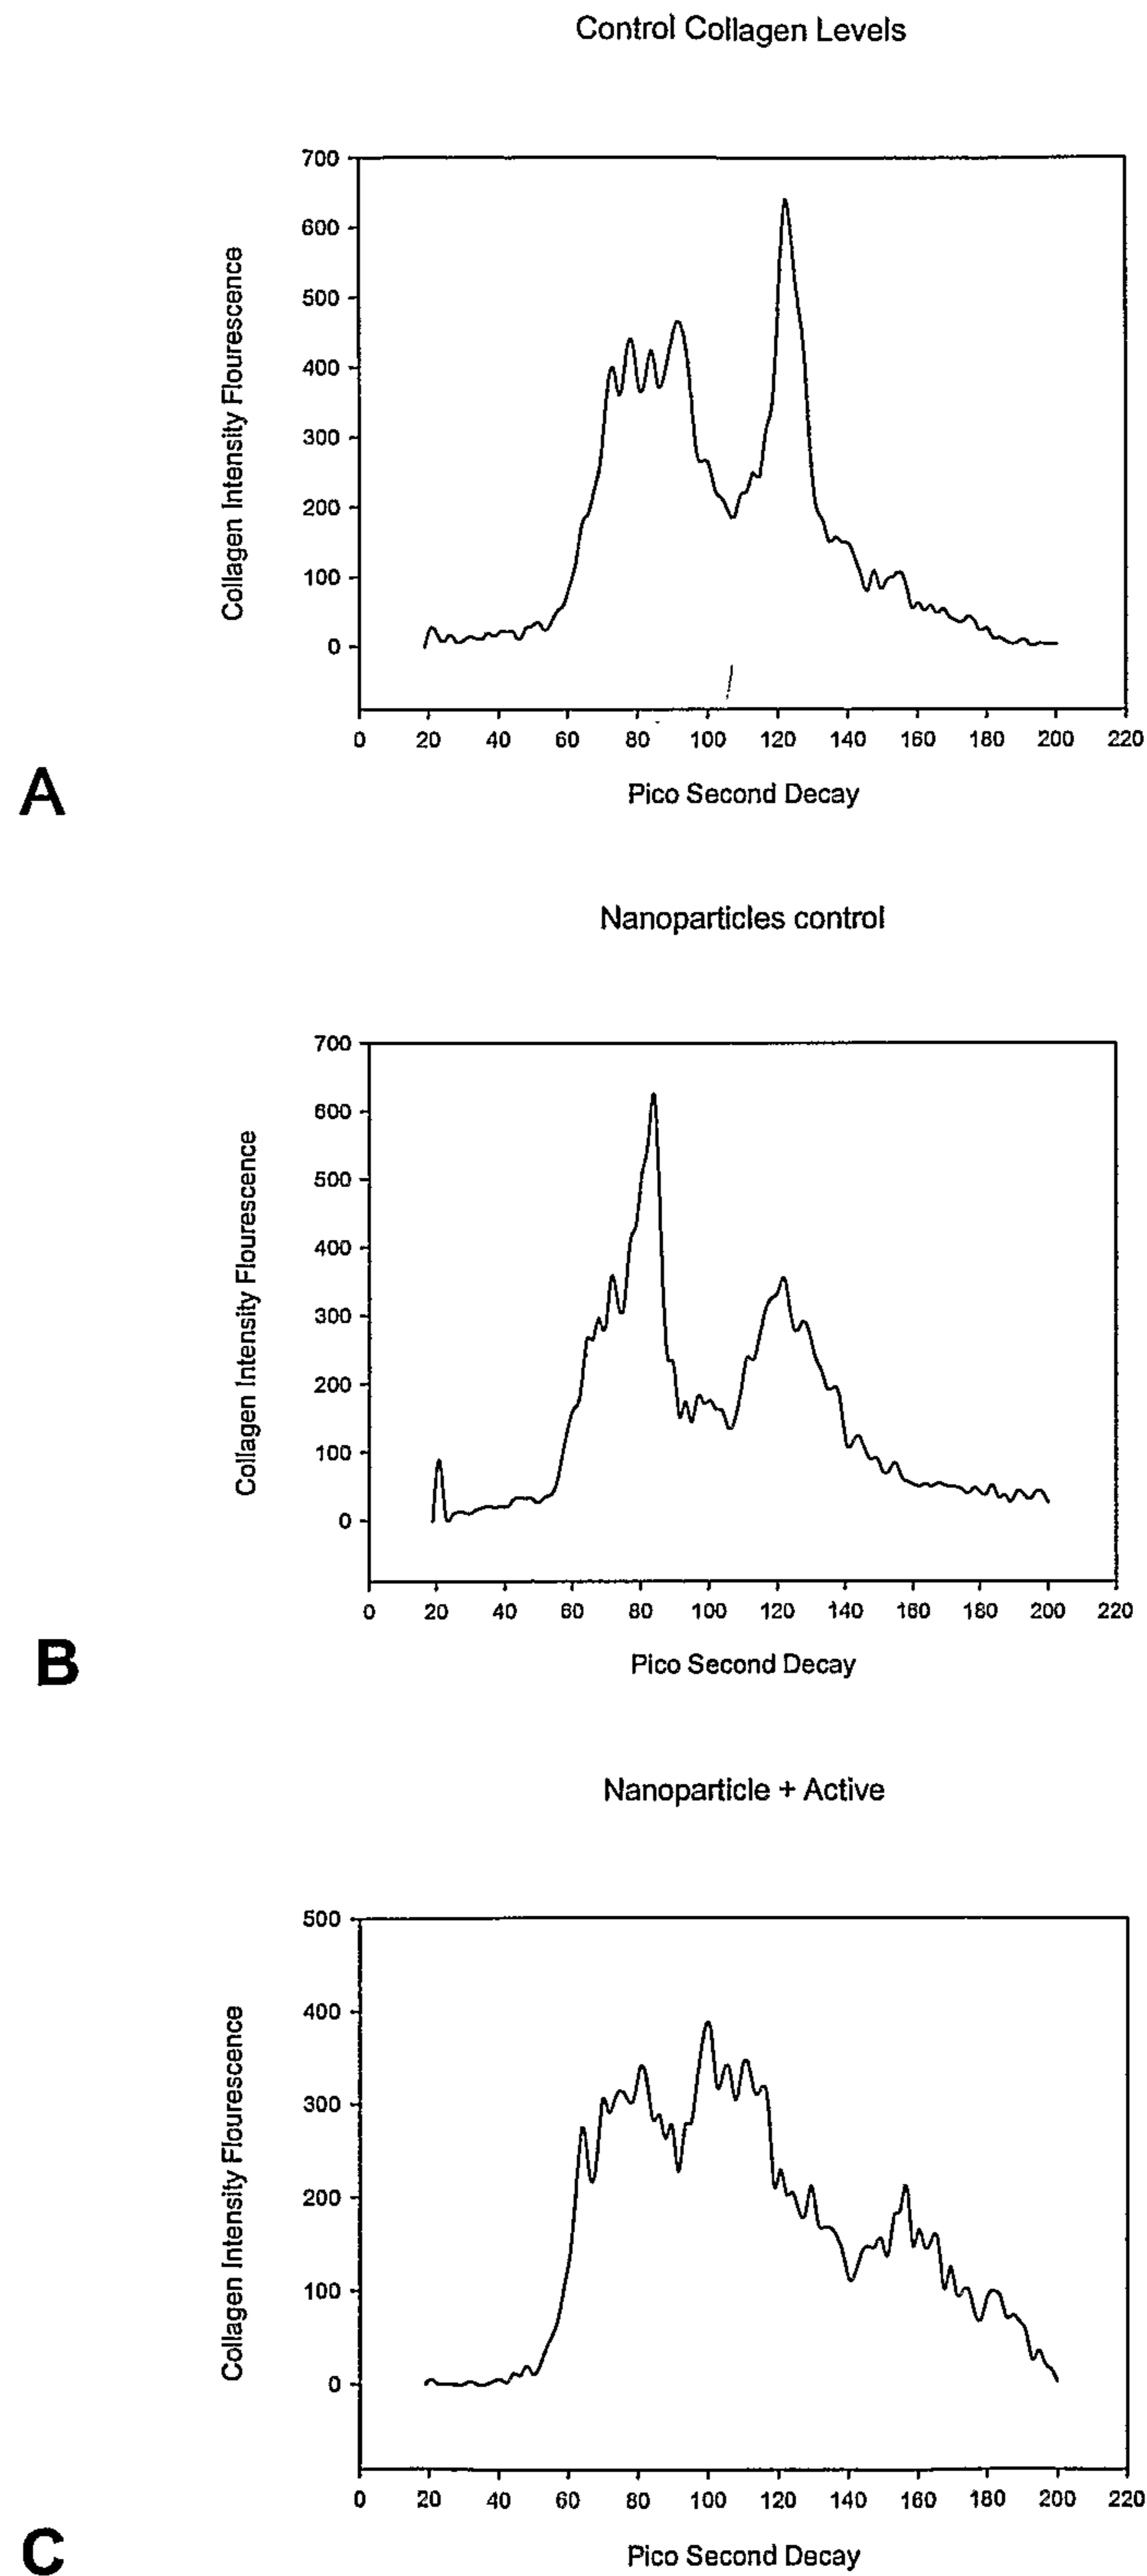 Control Collagen Levels
700
600
500
400
300
200
100
0
Collagen Intensity Flourescence
0 20 40 60 80 100 120 140 160 180 200 220
Pico Second Decay
A
Nanoparticles control
700
600
500
400
300
200
100
0
Collagen Intensity Flourescence
0 20 40 60 80 100 120 140 160 180 200 220
Pico Second Decay
B
Nanoparticle + Active
500
400
300
200
100
0
Collagen Intensity Flourescence
0 20 40 60 80 100 120 140 160 180 200 220
Pico Second Decay
C